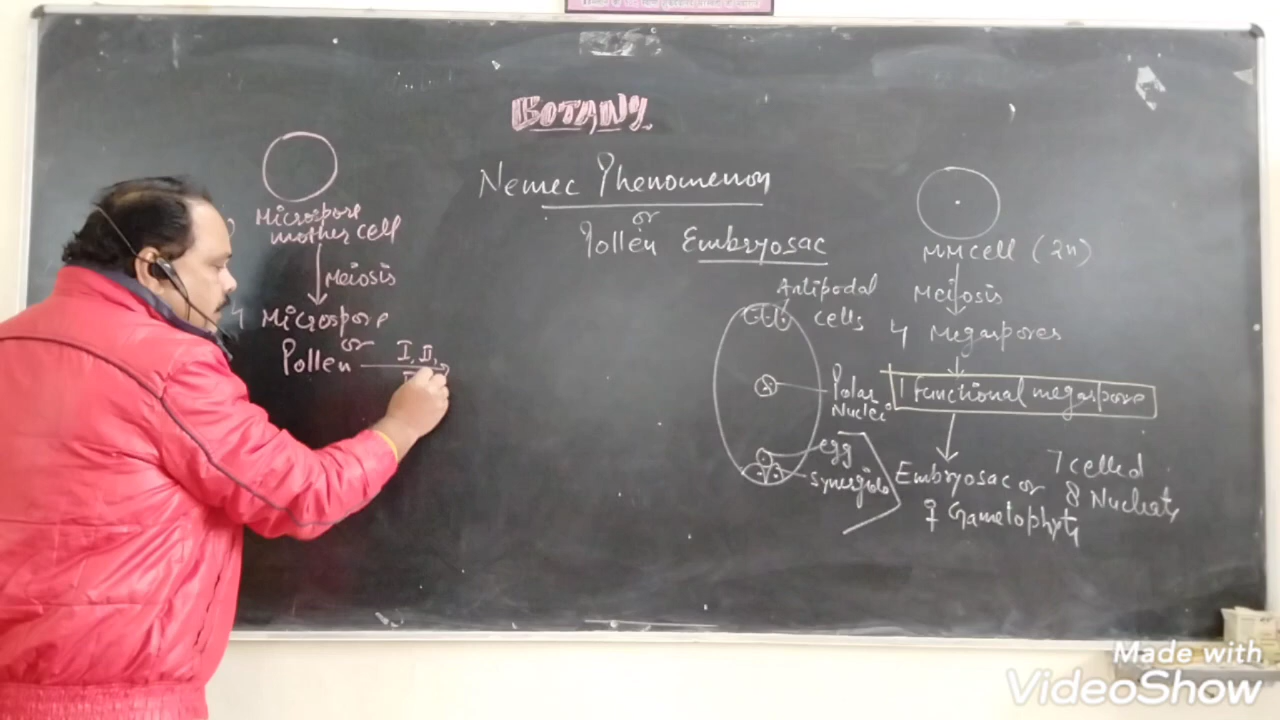 BOTANY
Nemec Phenomenon
or
Pollen Embryosac
Microspore
mother cell
Meiosis
4 Microspore
or
Pollen
I, II,
Antipodal
cells
Polar
Nuclei
egg
Synergids
MMcell (2n)
Meiosis
4 Megaspores
1 Functional megaspore
Embryosac or
♀ Gametophyte
7 celled
8 Nucleate
Made with
VideoShow